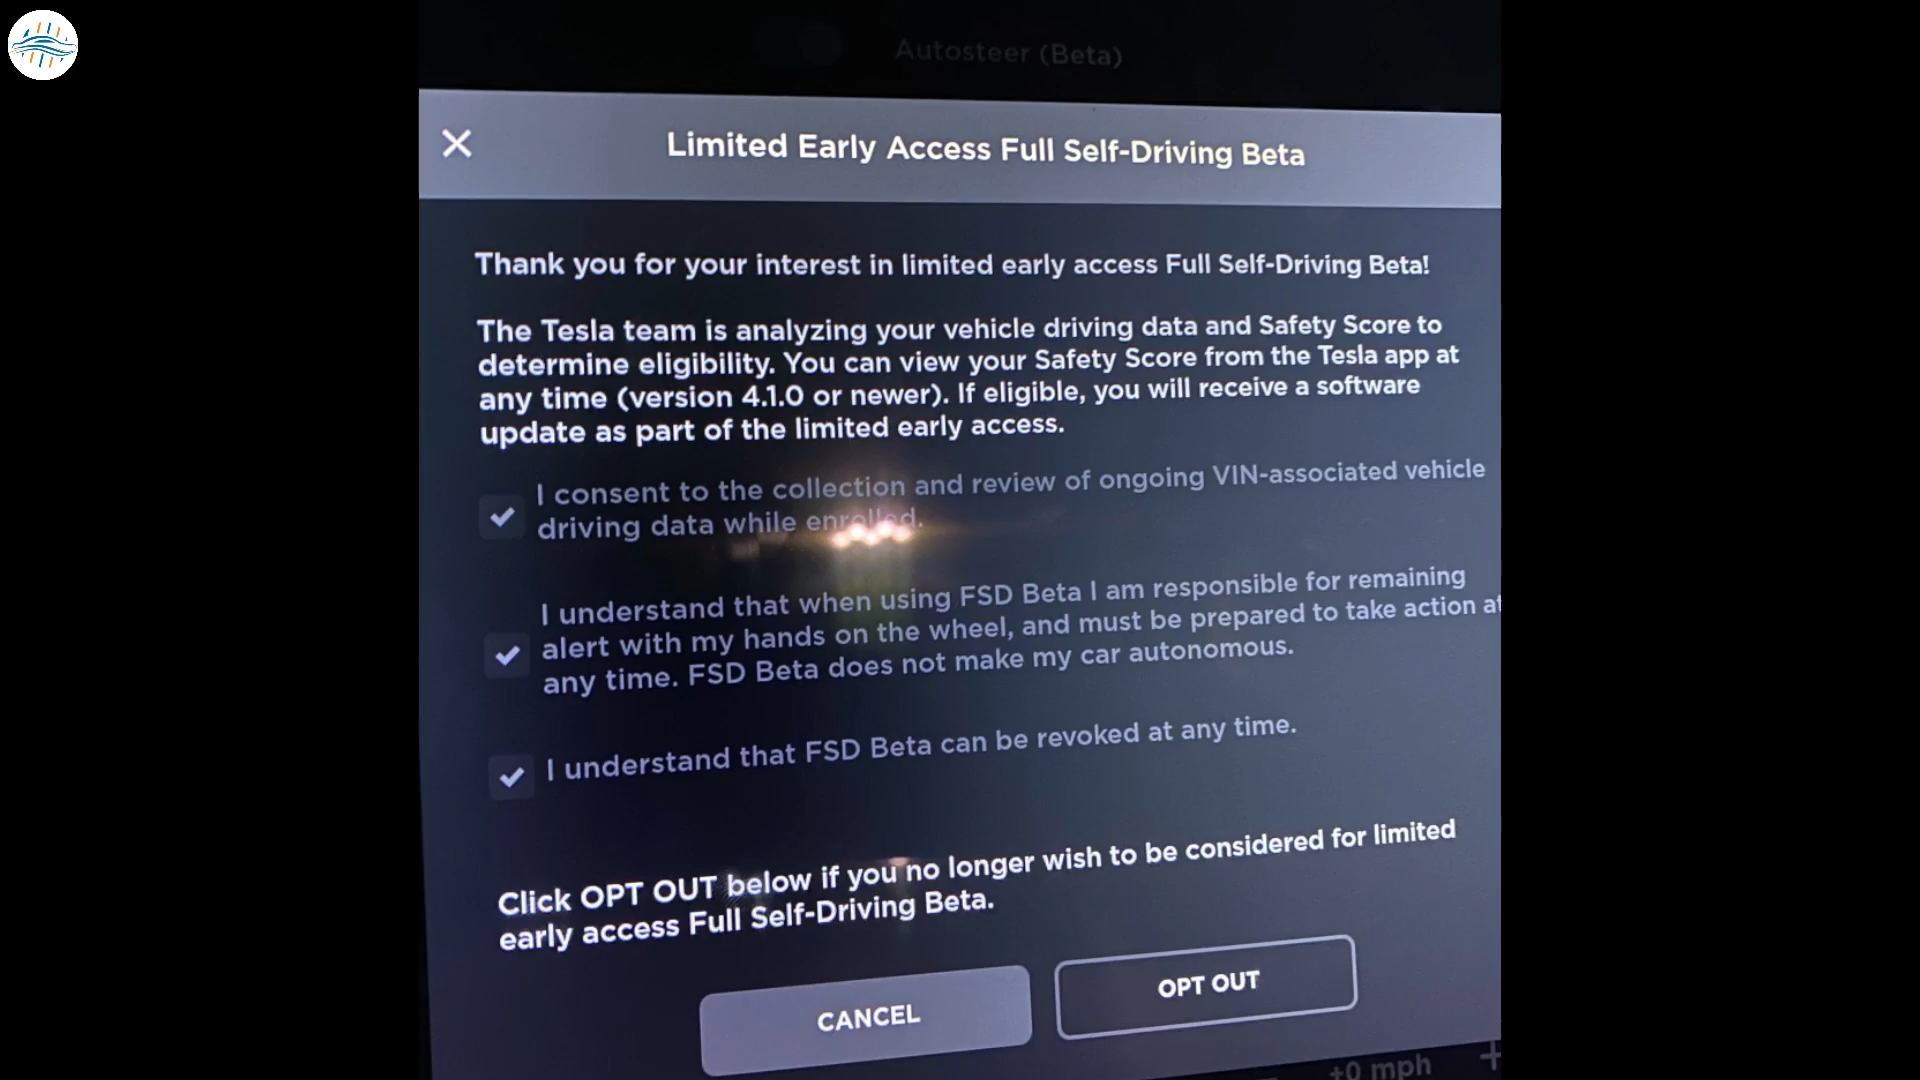 Autosteer (Beta)
Limited Early Access Full Self-Driving Beta
Thank you for your interest in limited early access Full Self-Driving Beta!
The Tesla team is analyzing your vehicle driving data and Safety Score to
determine eligibility. You can view your Safety Score from the Tesla app at
any time (version 4.1.0 or newer). If eligible, you will receive a software
update as part of the limited early access.
I consent to the collection and review of ongoing VIN-associated vehicle
driving data while enrolled.
I understand that when using FSD Beta I am responsible for remaining
alert with my hands on the wheel, and must be prepared to take action at
any time. FSD Beta does not make my car autonomous.
I understand that FSD Beta can be revoked at any time.
Click OPT OUT below if you no longer wish to be considered for limited
early access Full Self-Driving Beta.
CANCEL
OPT OUT
+0 mph +